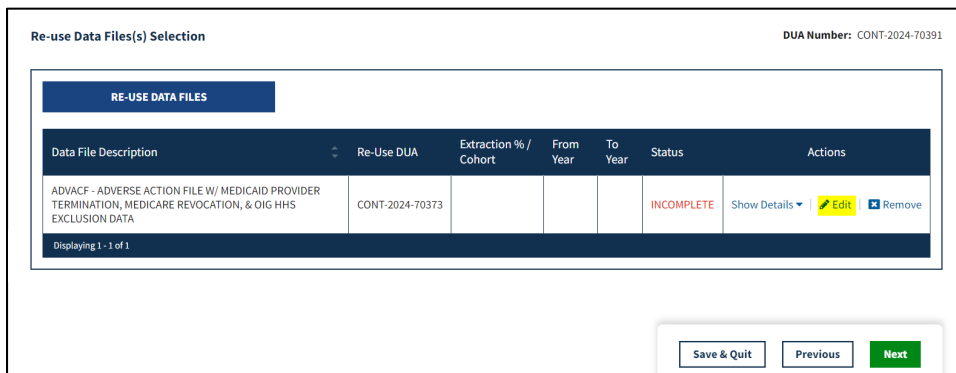 Re-use Data Files(s) Selection
DUA Number: CONT-2024-70391
RE-USE DATA FILES
Data File Description
Re-Use DUA
Extraction % /
Cohort
From
Year
To
Year
Status
Actions
ADVACF - ADVERSE ACTION FILE W/ MEDICAID PROVIDER
TERMINATION, MEDICARE REVOCATION, & OIG HHS
EXCLUSION DATA
CONT-2024-70373
INCOMPLETE
Show Details
Edit
Remove
Displaying 1 - 1 of 1
Save & Quit
Previous
Next